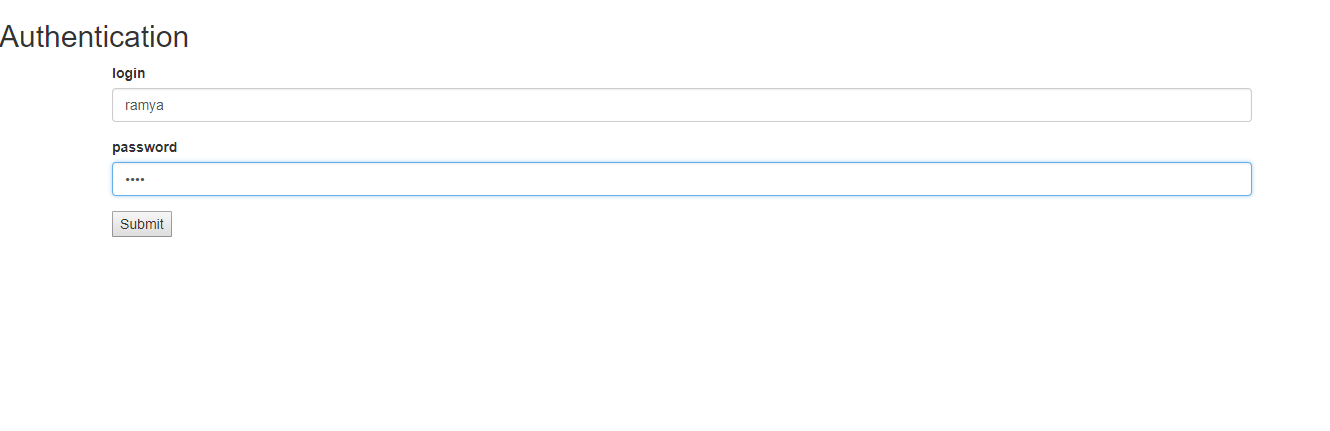 Authentication
login
ramya
password
••••
Submit